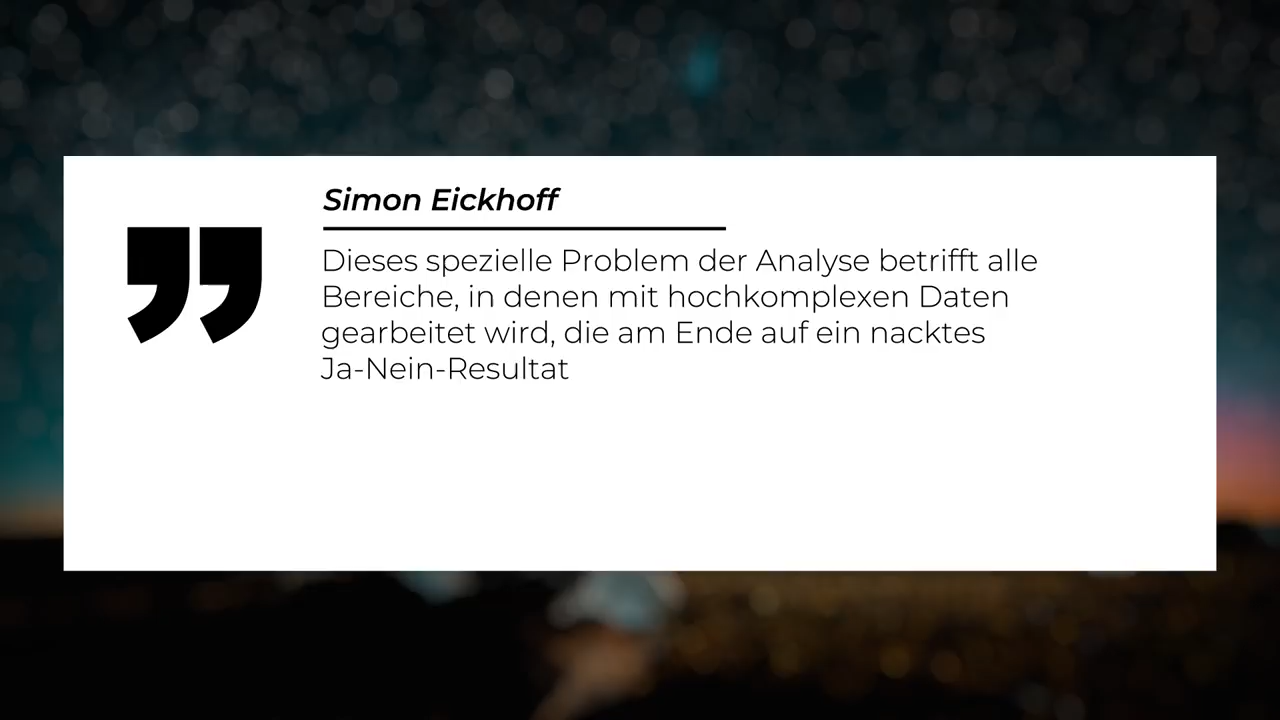 Simon Eickhoff
Dieses spezielle Problem der Analyse betrifft alle
Bereiche, in denen mit hochkomplexen Daten
gearbeitet wird, die am Ende auf ein nacktes
Ja-Nein-Resultat